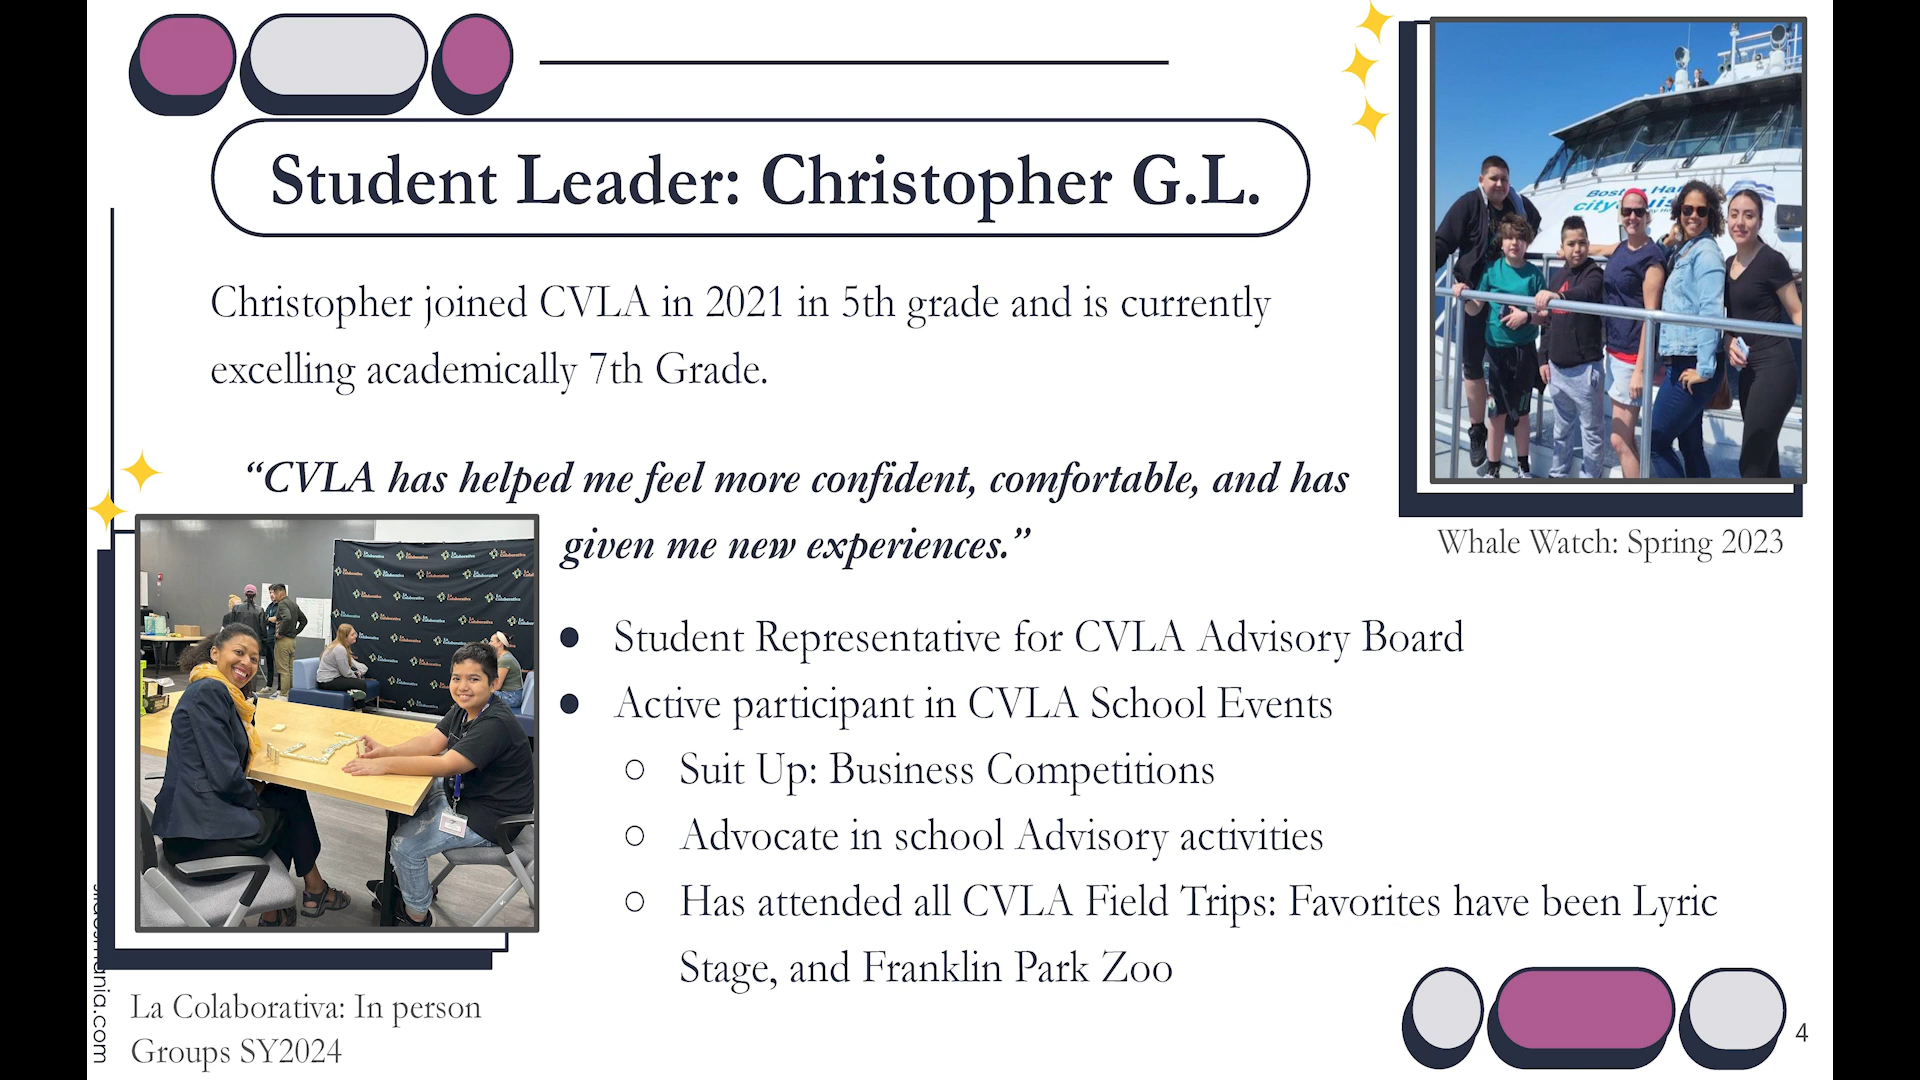 Student Leader: Christopher G.L.
Christopher joined CVLA in 2021 in 5th grade and is currently
excelling academically 7th Grade.
“CVLA has helped me feel more confident, comfortable, and has
given me new experiences.”
Whale Watch: Spring 2023
● Student Representative for CVLA Advisory Board
● Active participant in CVLA School Events
○ Suit Up: Business Competitions
○ Advocate in school Advisory activities
○ Has attended all CVLA Field Trips: Favorites have been Lyric
Stage, and Franklin Park Zoo
La Colaborativa: In person
Groups SY2024
4